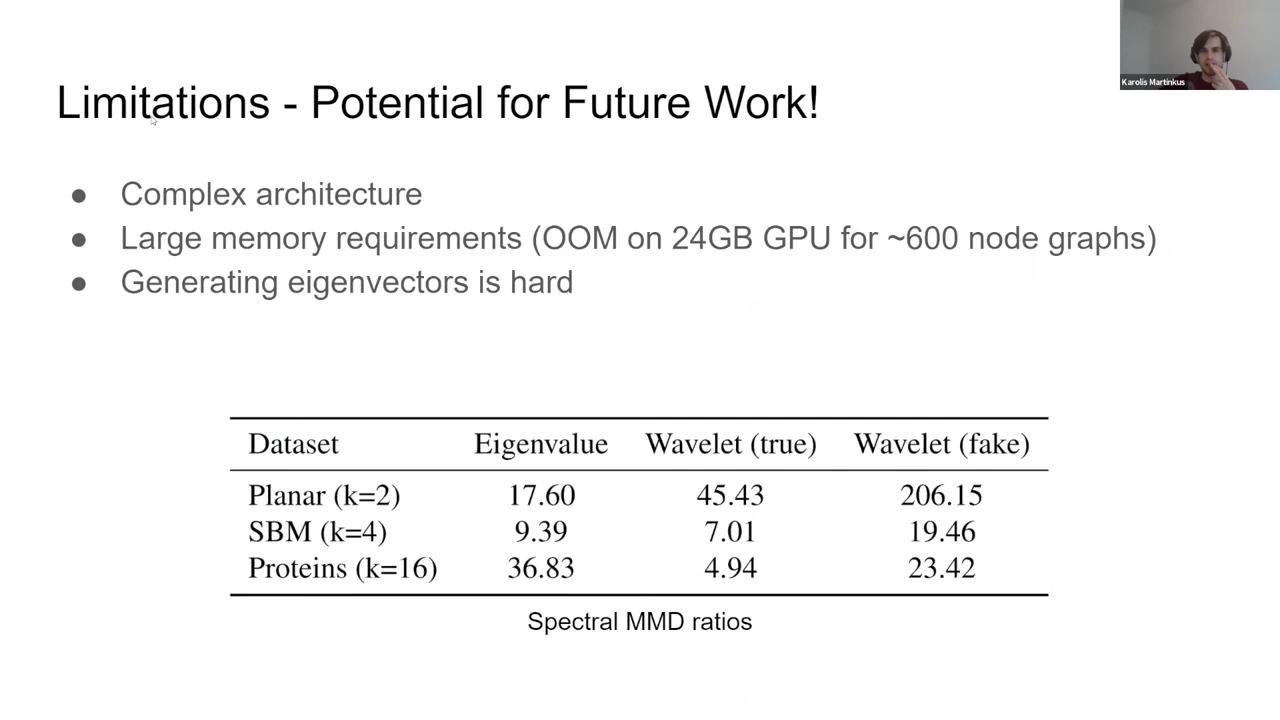 Karolis Martinkus
Limitations - Potential for Future Work!
● Complex architecture
● Large memory requirements (OOM on 24GB GPU for ~600 node graphs)
● Generating eigenvectors is hard
Dataset Eigenvalue Wavelet (true) Wavelet (fake)
Planar (k=2) 17.60 45.43 206.15
SBM (k=4) 9.39 7.01 19.46
Proteins (k=16) 36.83 4.94 23.42
Spectral MMD ratios